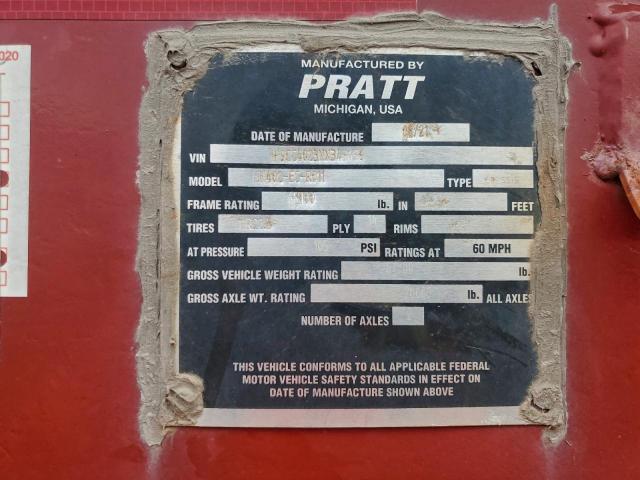 020
MANUFACTURED BY
PRATT
MICHIGAN, USA
DATE OF MANUFACTURE
VIN
MODEL TYPE
FRAME RATING lb. IN FEET
TIRES PLY RIMS
AT PRESSURE PSI RATINGS AT 60 MPH
GROSS VEHICLE WEIGHT RATING lb.
GROSS AXLE WT. RATING lb. ALL AXLES
NUMBER OF AXLES
THIS VEHICLE CONFORMS TO ALL APPLICABLE FEDERAL
MOTOR VEHICLE SAFETY STANDARDS IN EFFECT ON
DATE OF MANUFACTURE SHOWN ABOVE